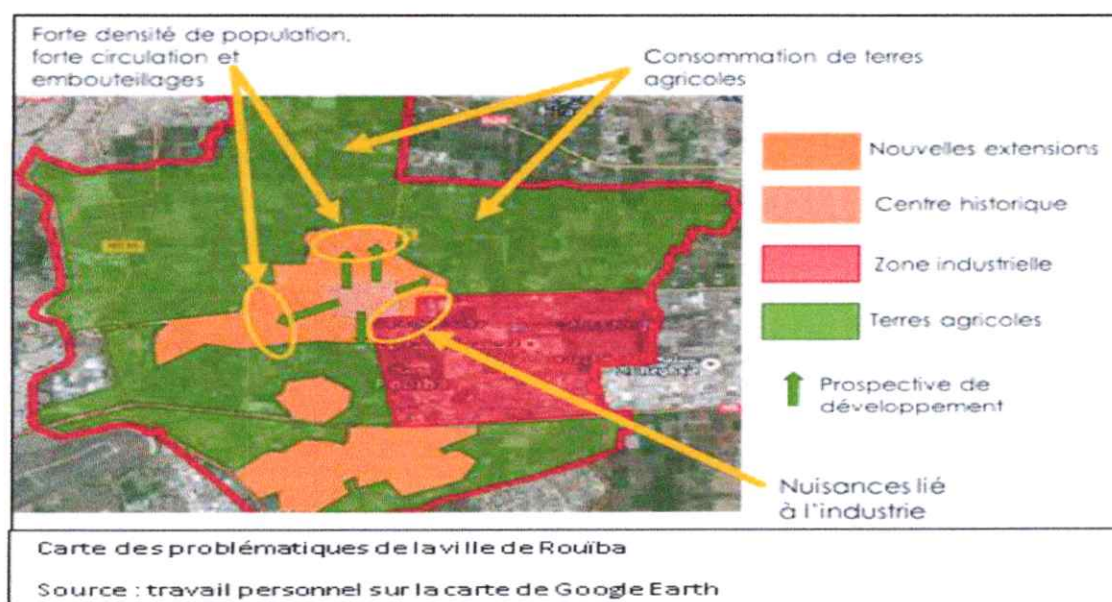 Forte densité de population,
forte circulation et
embouteillages
Consommation de terres
agricoles
Nouvelles extensions
Centre historique
Zone industrielle
Terres agricoles
Prospective de
développement
Nuisances lié
à l'industrie
Carte des problématiques de la ville de Rouïba
Source : travail personnel sur la carte de Google Earth